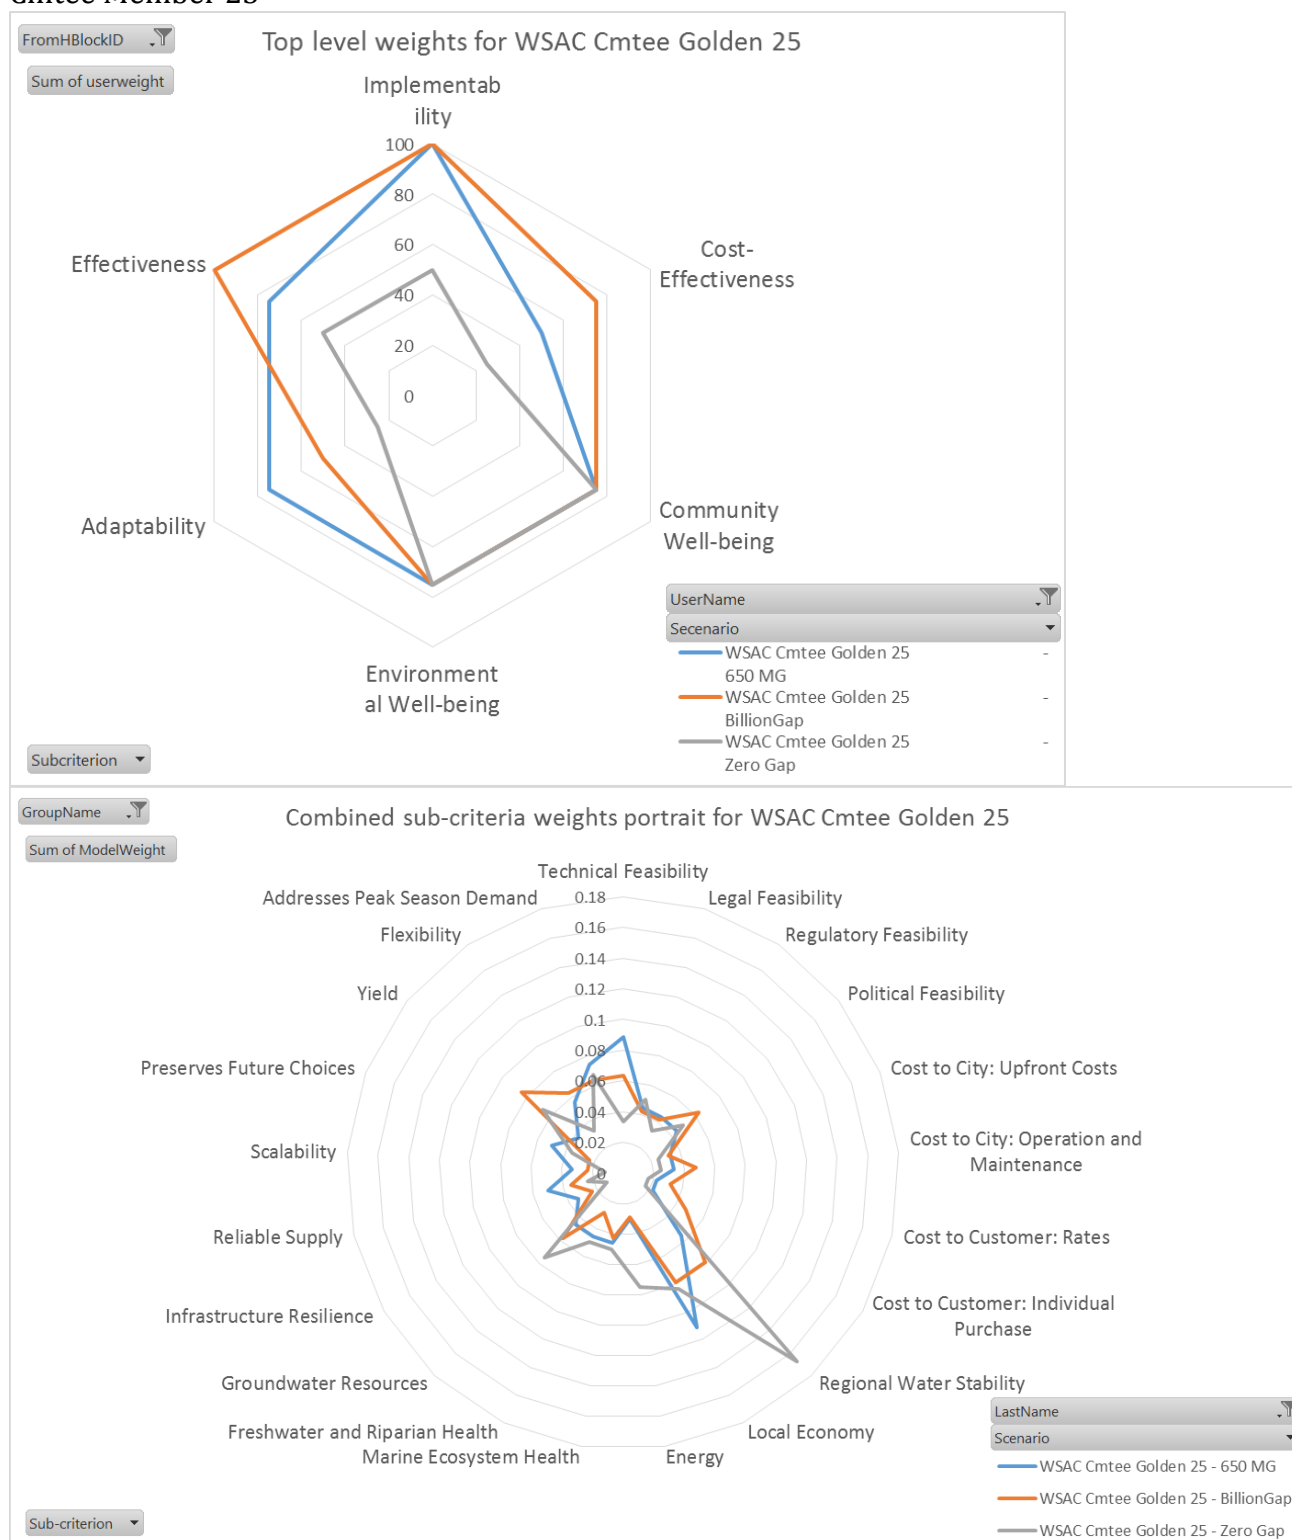 Cmtee Member 25
FromHBlockID
Top level weights for WSAC Cmtee Golden 25
Sum of userweight
Implementab
ility
100
80
60
40
20
0
Effectiveness
Cost-
Effectiveness
Adaptability
Community
Well-being
Environment
al Well-being
UserName
Secenario
WSAC Cmtee Golden 25 -
650 MG
WSAC Cmtee Golden 25 -
BillionGap
WSAC Cmtee Golden 25 -
Zero Gap
Subcriterion
GroupName
Combined sub-criteria weights portrait for WSAC Cmtee Golden 25
Sum of ModelWeight
Technical Feasibility
Addresses Peak Season Demand
0.18
Legal Feasibility
Flexibility
0.16
Regulatory Feasibility
0.14
Yield
0.12
Political Feasibility
0.1
0.08
Preserves Future Choices
0.06
Cost to City: Upfront Costs
0.04
0.02
Scalability
Cost to City: Operation and
Maintenance
0
Reliable Supply
Cost to Customer: Rates
Infrastructure Resilience
Cost to Customer: Individual
Purchase
Groundwater Resources
Regional Water Stability
Freshwater and Riparian Health
Local Economy
Marine Ecosystem Health
Energy
LastName
Scenario
WSAC Cmtee Golden 25 - 650 MG
WSAC Cmtee Golden 25 - BillionGap
WSAC Cmtee Golden 25 - Zero Gap
Sub-criterion